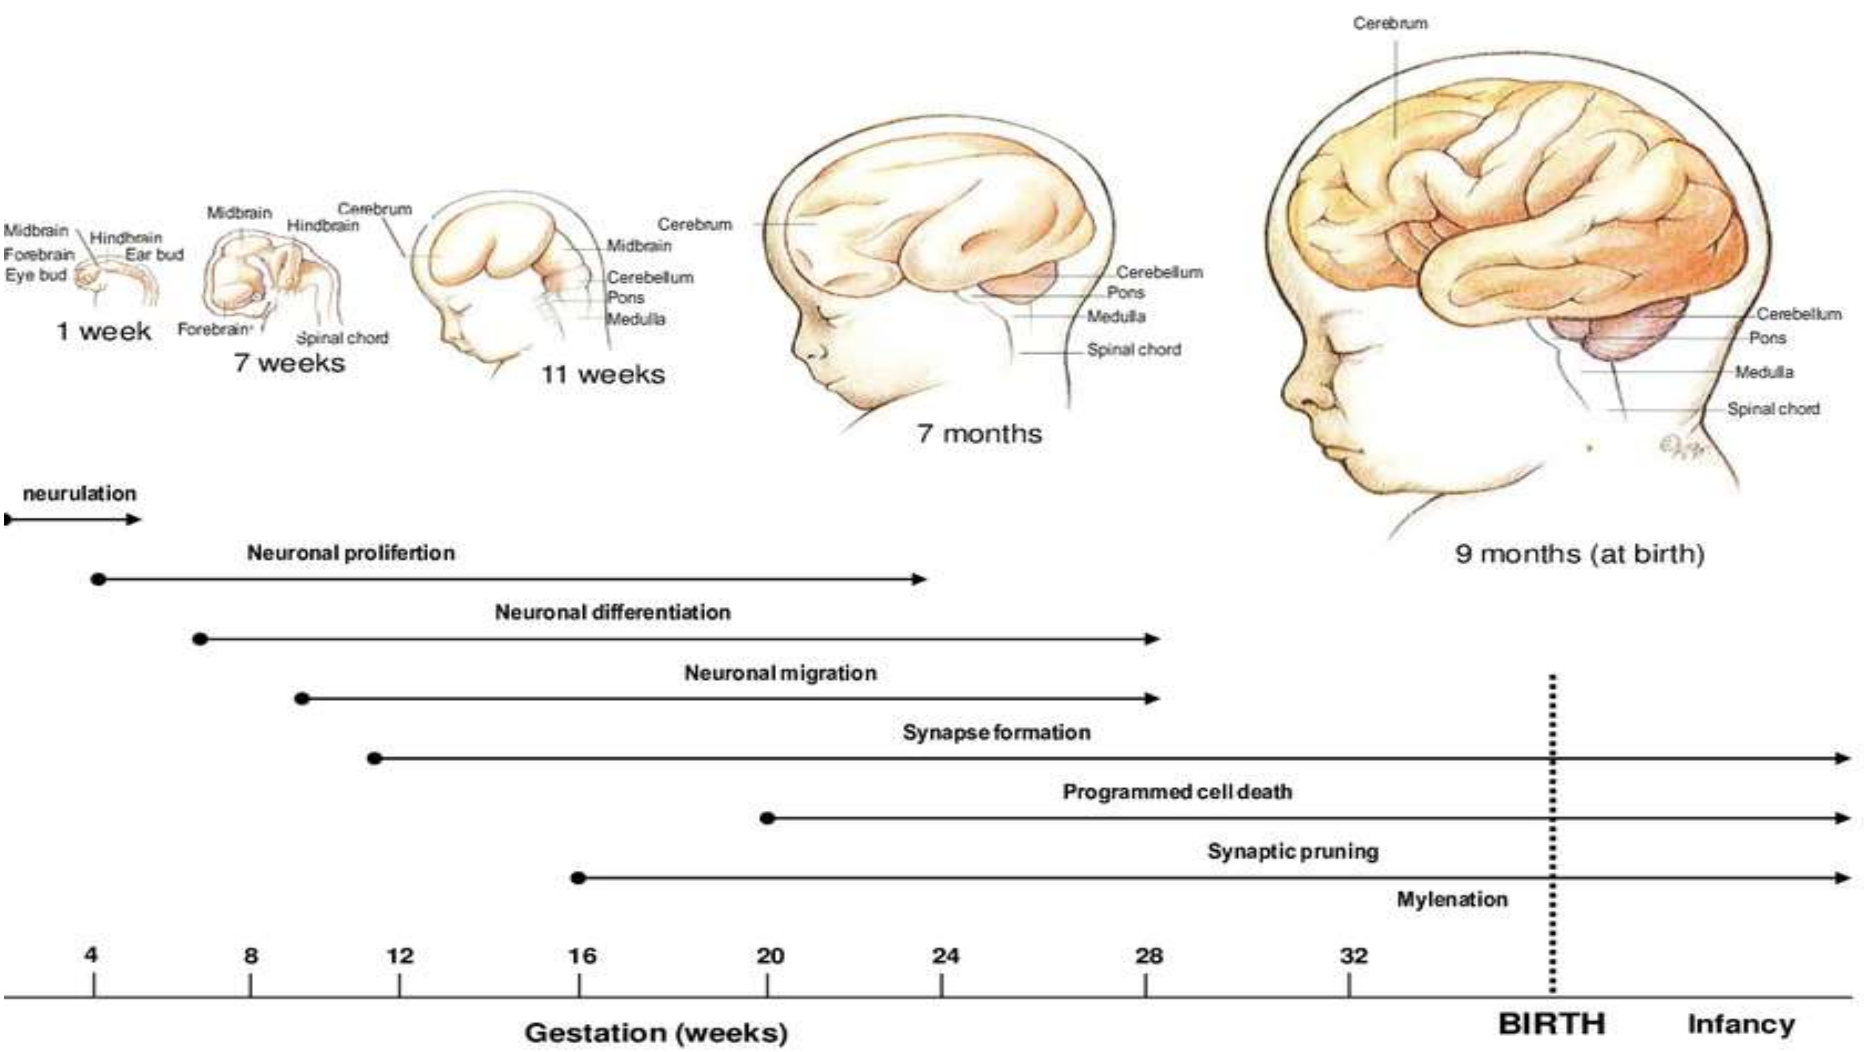 Cerebrum
Midbrain
Hindbrain
Forebrain
Ear bud
Eye bud
1 week
Midbrain
Hindbrain
Forebrain
Spinal chord
7 weeks
Cerebrum
Midbrain
Cerebellum
Pons
Medulla
11 weeks
Cerebrum
Cerebellum
Pons
Medulla
Spinal chord
7 months
Cerebellum
Pons
Medulla
Spinal chord
9 months (at birth)
neurulation
Neuronal prolifertion
Neuronal differentiation
Neuronal migration
Synapse formation
Programmed cell death
Synaptic pruning
Mylenation
4 8 12 16 20 24 28 32
Gestation (weeks) BIRTH Infancy